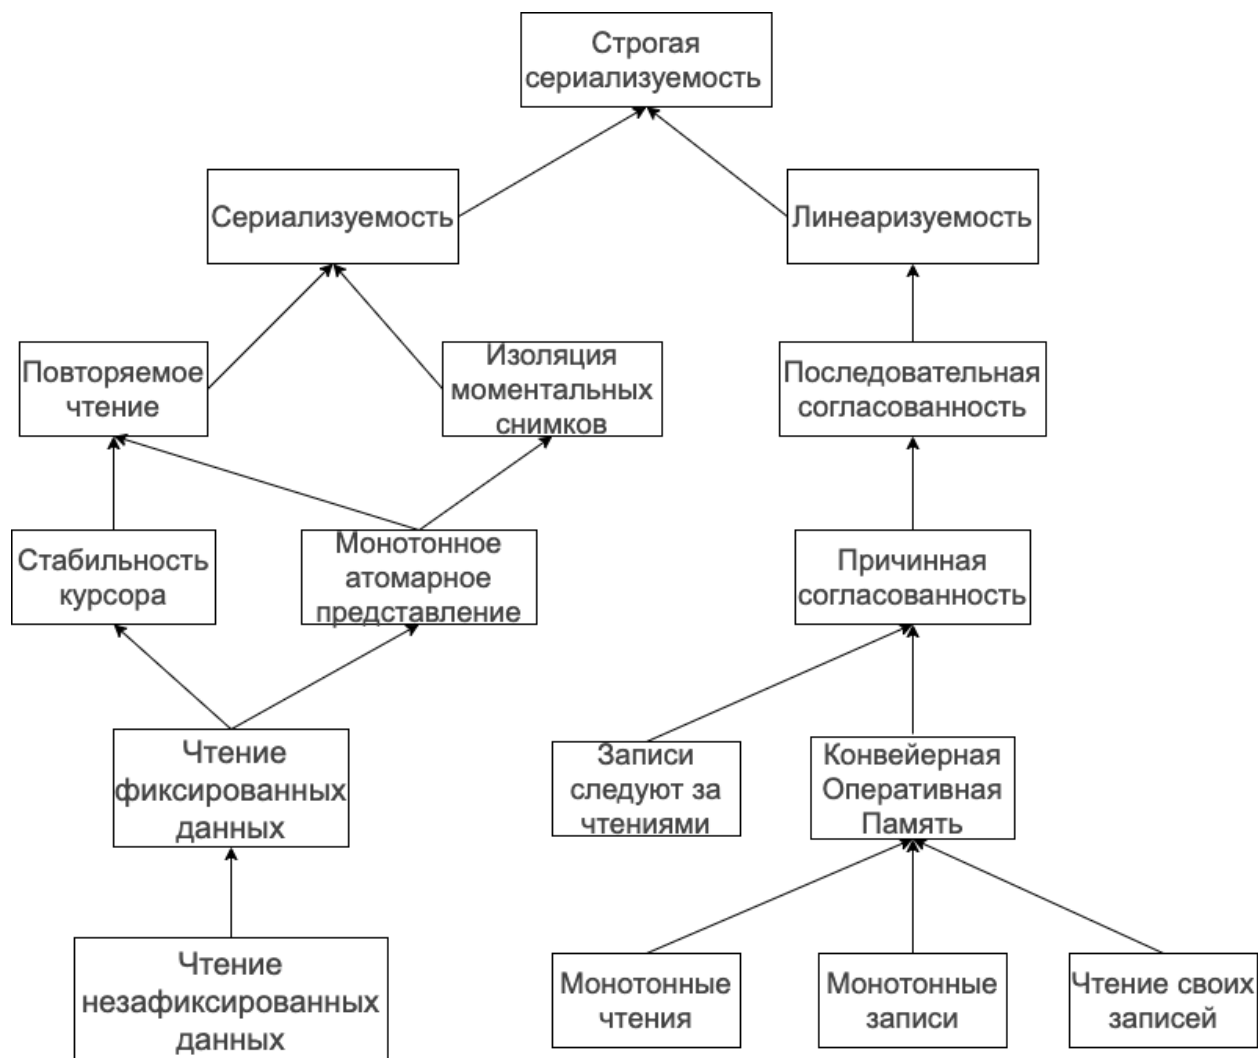 Строгая
сериализуемость
Сериализуемость
Линеаризуемость
Повторяемое
чтение
Изоляция
моментальных
снимков
Последовательная
согласованность
Стабильность
курсора
Монотонное
атомарное
представление
Причинная
согласованность
Чтение
фиксированных
данных
Записи
следуют за
чтениями
Конвейерная
Оперативная
Память
Чтение
незафиксированных
данных
Монотонные
чтения
Монотонные
записи
Чтение своих
записей